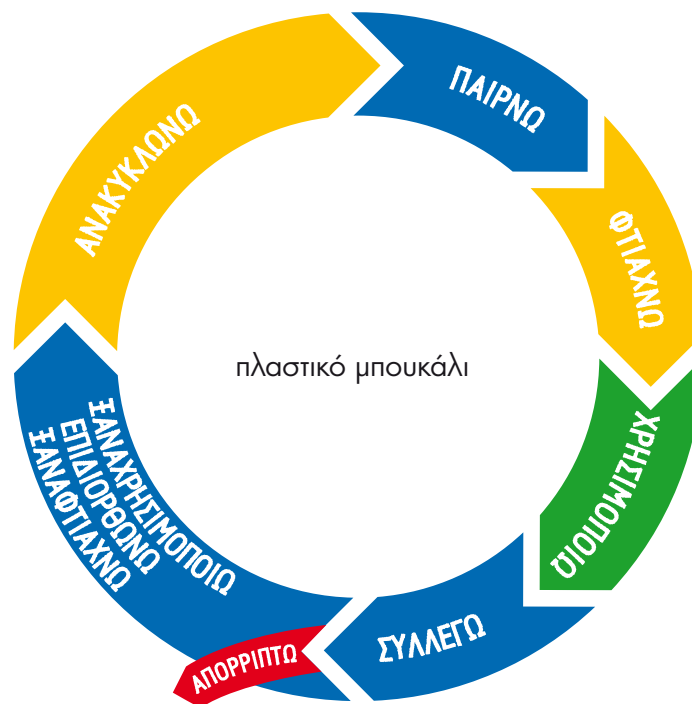 ΠΑΙΡΝΩ
ΦΤΙΑΧΝΩ
ΧΡΗΣΙΜΟΠΟΙΩ
ΣΥΛΛΕΓΩ
ΑΠΟΡΡΙΠΤΩ
ΞΑΝΑΧΡΗΣΙΜΟΠΟΙΩ
ΕΠΙΔΙΟΡΘΩΝΩ
ΞΑΝΑΦΤΙΑΧΝΩ
ΑΝΑΚΥΚΛΩΝΩ
πλαστικό μπουκάλι